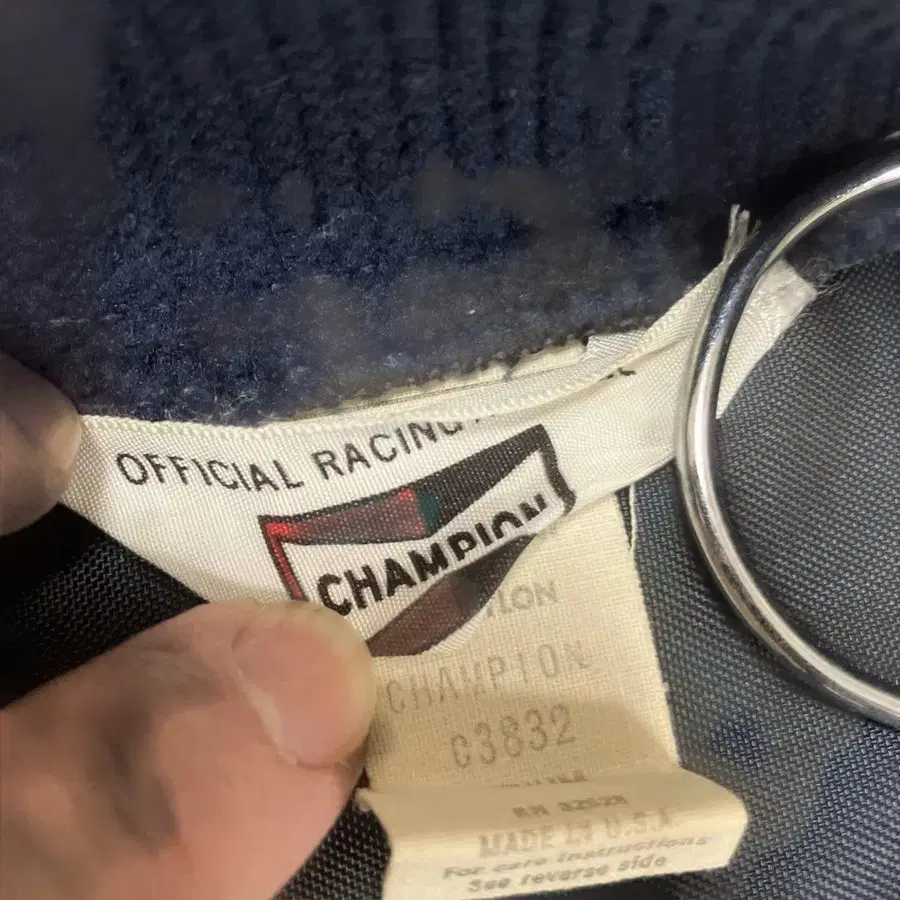 OFFICIAL RACING
CHAMPION
CHAMPION
C3832
MADE IN U.S.A.
For care instructions
See reverse side